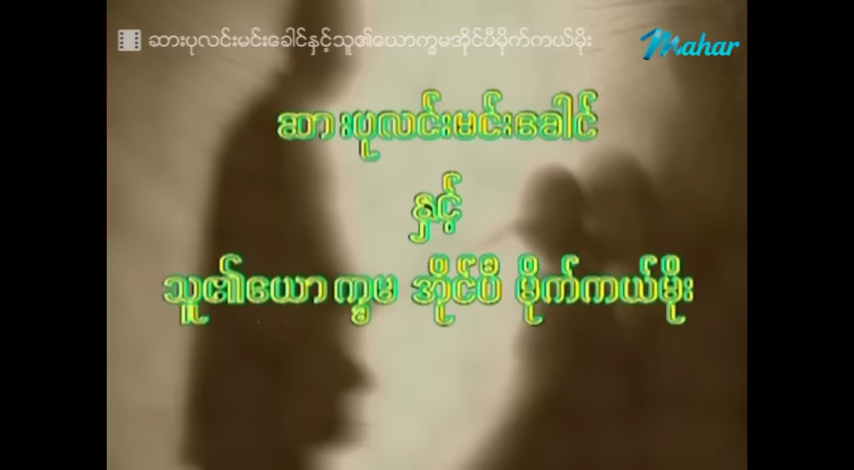 ဆားပုလင်းမင်းခေါင်နှင့်သူ၏ယောက္ခမအိုင်ပီမိုက်ကယ်မိုး
Mahar
ဆားပုလင်းမင်းခေါင်
နှင့်
သူ၏ယောက္ခမ အိုင်ပီ မိုက်ကယ်မိုး